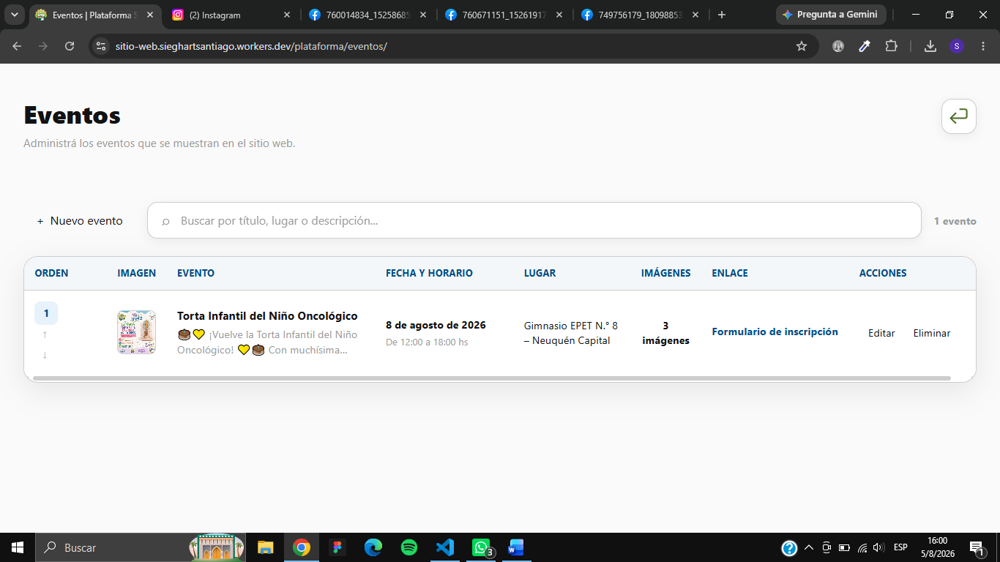 Eventos | Plataforma S
(2) Instagram
760014834_15258685
760671151_15261917
749756179_18098853
Pregunta a Gemini
sitio-web.sieghartsantiago.workers.dev/plataforma/eventos/
S
Eventos
Administrá los eventos que se muestran en el sitio web.
+ Nuevo evento
Buscar por título, lugar o descripción...
1 evento
ORDEN
IMAGEN
EVENTO
FECHA Y HORARIO
LUGAR
IMÁGENES
ENLACE
ACCIONES
1
↑
↓
Torta Infantil del Niño Oncológico
🎂💛 ¡Vuelve la Torta Infantil del Niño
Oncológico! 💛🎂 Con muchísima...
8 de agosto de 2026
De 12:00 a 18:00 hs
Gimnasio EPET N.° 8
– Neuquén Capital
3
imágenes
Formulario de inscripción
Editar
Eliminar
Buscar
3
ESP
16:00
5/8/2026
1